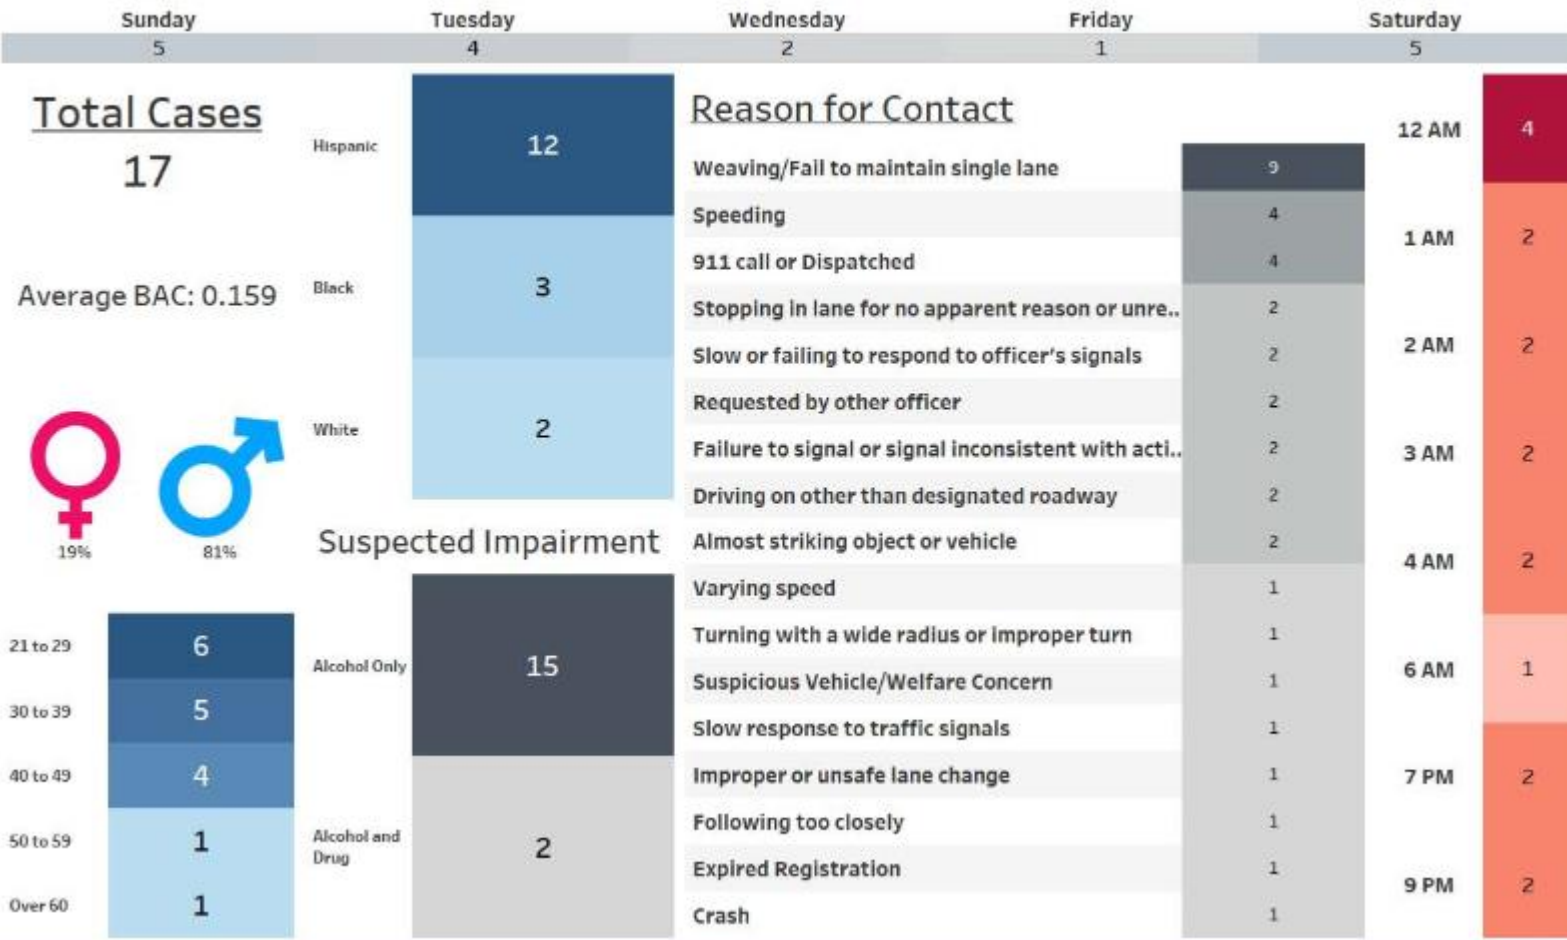 Sunday Tuesday Wednesday Friday Saturday
5 4 2 1 5
Total Cases
17
Average BAC: 0.159
19% 81%
21 to 29 6
30 to 39 5
40 to 49 4
50 to 59 1
Over 60 1
Hispanic 12
Black 3
White 2
Suspected Impairment
Alcohol Only 15
Alcohol and
Drug 2
Reason for Contact
Weaving/Fail to maintain single lane 9
Speeding 4
911 call or Dispatched 4
Stopping in lane for no apparent reason or unre.. 2
Slow or failing to respond to officer's signals 2
Requested by other officer 2
Failure to signal or signal inconsistent with acti.. 2
Driving on other than designated roadway 2
Almost striking object or vehicle 2
Varying speed 1
Turning with a wide radius or improper turn 1
Suspicious Vehicle/Welfare Concern 1
Slow response to traffic signals 1
Improper or unsafe lane change 1
Following too closely 1
Expired Registration 1
Crash 1
12 AM 4
1 AM 2
2 AM 2
3 AM 2
4 AM 2
6 AM 1
7 PM 2
9 PM 2